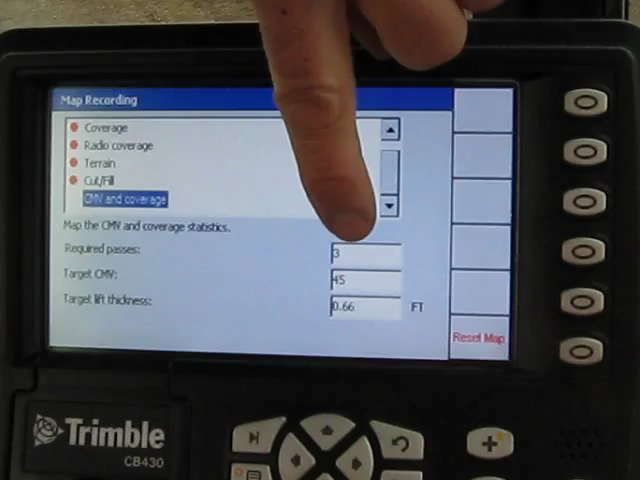 Map Recording
Coverage
Radio coverage
Terrain
Cut/Fill
CMV and coverage
Map the CMV and coverage statistics.
Required passes: 3
Target CMV: 45
Target lift thickness: 0.66 FT
Reset Map
Trimble
CB430